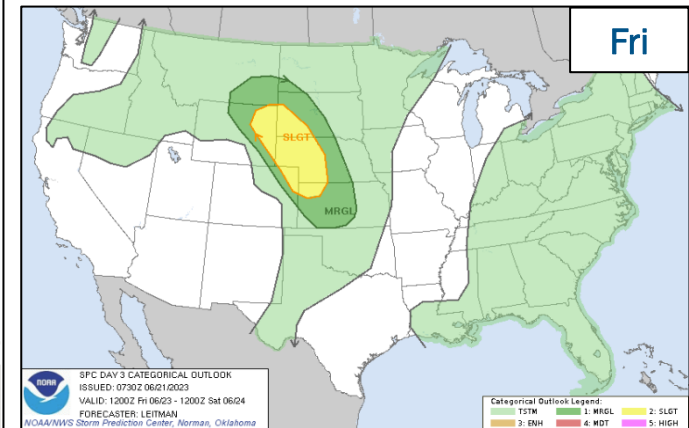 Fri
SLGT
MRGL
NOAA
SPC DAY 3 CATEGORICAL OUTLOOK
ISSUED: 0730Z 06/21/2023
VALID: 1200Z Fri 06/23 - 1200Z Sat 06/24
FORECASTER: LEITMAN
NOAA/NWS Storm Prediction Center, Norman, Oklahoma
Categorical Outlook Legend:
TSTM 1: MRGL 2: SLGT
3: ENH 4: MDT 5: HIGH